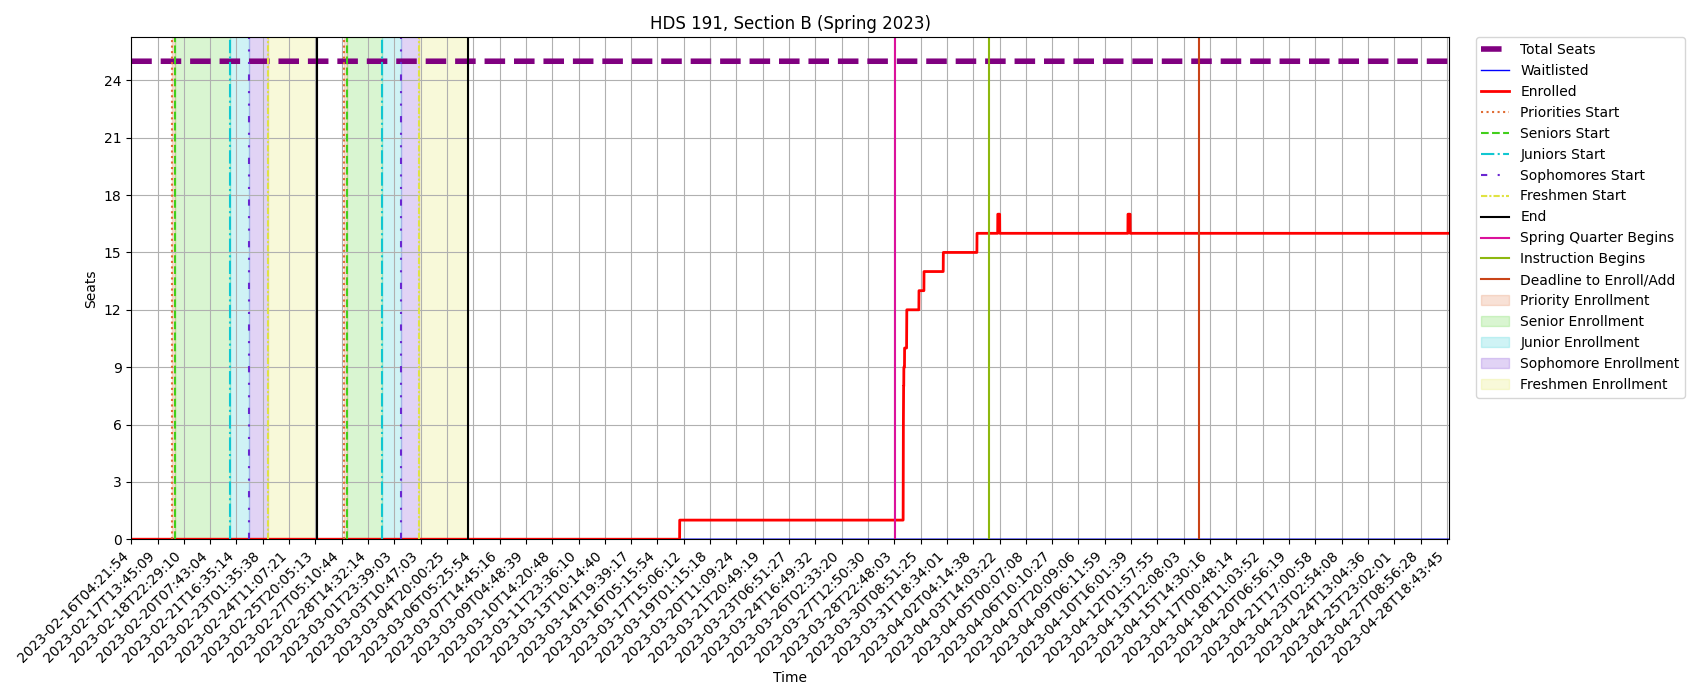 HDS 191, Section B (Spring 2023)
Total Seats
Waitlisted
Enrolled
Priorities Start
Seniors Start
Juniors Start
Sophomores Start
Freshmen Start
End
Spring Quarter Begins
Instruction Begins
Deadline to Enroll/Add
Priority Enrollment
Senior Enrollment
Junior Enrollment
Sophomore Enrollment
Freshmen Enrollment
Seats
24
21
18
15
12
9
6
3
0
2023-02-16T04:21:54
2023-02-17T13:45:09
2023-02-18T22:29:10
2023-02-20T07:43:04
2023-02-21T16:35:14
2023-02-23T01:35:38
2023-02-24T11:07:21
2023-02-25T20:05:13
2023-02-27T05:10:44
2023-02-28T14:32:14
2023-03-01T23:39:03
2023-03-03T10:47:03
2023-03-04T20:00:25
2023-03-06T05:25:54
2023-03-07T14:45:16
2023-03-09T04:48:39
2023-03-10T14:20:48
2023-03-11T23:36:10
2023-03-13T10:14:40
2023-03-14T19:39:17
2023-03-16T05:15:54
2023-03-17T15:06:12
2023-03-19T01:15:18
2023-03-20T11:09:24
2023-03-21T20:49:19
2023-03-23T06:51:27
2023-03-24T16:49:32
2023-03-26T02:33:20
2023-03-27T12:50:30
2023-03-28T22:48:03
2023-03-30T08:51:25
2023-03-31T18:34:01
2023-04-02T04:14:38
2023-04-03T14:03:22
2023-04-05T00:07:08
2023-04-06T10:10:27
2023-04-07T20:09:06
2023-04-09T06:11:59
2023-04-10T16:01:39
2023-04-12T01:57:55
2023-04-13T12:08:03
2023-04-15T14:30:16
2023-04-17T00:48:14
2023-04-18T11:03:52
2023-04-20T06:56:19
2023-04-21T17:00:58
2023-04-23T02:54:08
2023-04-24T13:04:36
2023-04-25T23:02:01
2023-04-27T08:56:28
2023-04-28T18:43:45
Time